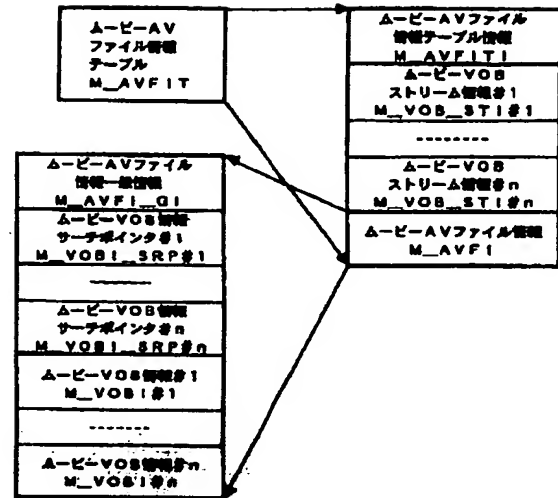 ムービーAV
ファイル情報
テーブル
M_AVFIT
ムービーAVファイル
情報テーブル情報
M_AVFITI
ムービーVOB
ストリーム情報#1
M_VOB_STI#1
--------
ムービーVOB
ストリーム情報#n
M_VOB_STI#n
ムービーAVファイル情報
M_AVFI
ムービーAVファイル
情報一般情報
M_AVFI_GI
ムービーVOB情報
サーチポインタ#1
M_VOBI_SRP#1
-------
ムービーVOB情報
サーチポインタ#n
M_VOBI_SRP#n
ムービーVOB情報#1
M_VOBI#1
-------
ムービーVOB情報#n
M_VOBI#n